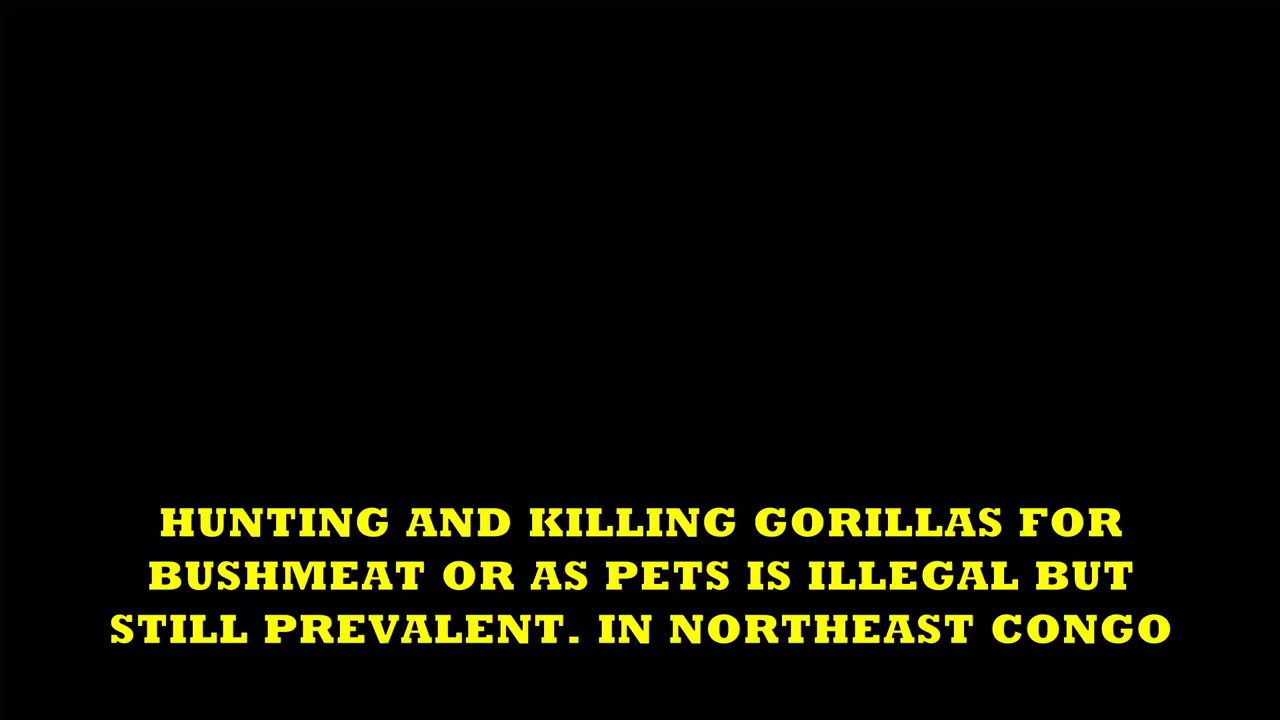 HUNTING AND KILLING GORILLAS FOR
BUSHMEAT OR AS PETS IS ILLEGAL BUT
STILL PREVALENT. IN NORTHEAST CONGO